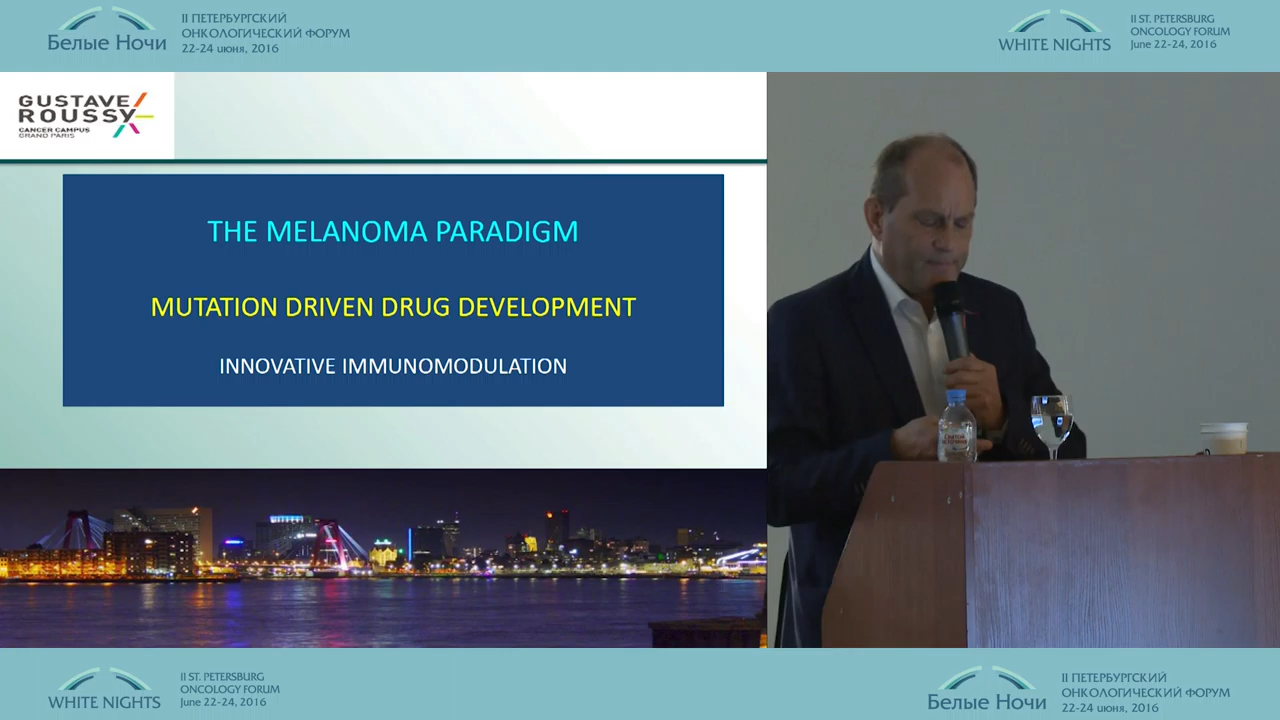 Белые Ночи
II ПЕТЕРБУРГСКИЙ
ОНКОЛОГИЧЕСКИЙ ФОРУМ
22-24 июня, 2016
WHITE NIGHTS
II ST. PETERSBURG
ONCOLOGY FORUM
June 22-24, 2016
GUSTAVE
ROUSSY
CANCER CAMPUS
GRAND PARIS
THE MELANOMA PARADIGM
MUTATION DRIVEN DRUG DEVELOPMENT
INNOVATIVE IMMUNOMODULATION
WHITE NIGHTS
II ST. PETERSBURG
ONCOLOGY FORUM
June 22-24, 2016
Белые Ночи
II ПЕТЕРБУРГСКИЙ
ОНКОЛОГИЧЕСКИЙ ФОРУМ
22-24 июня, 2016